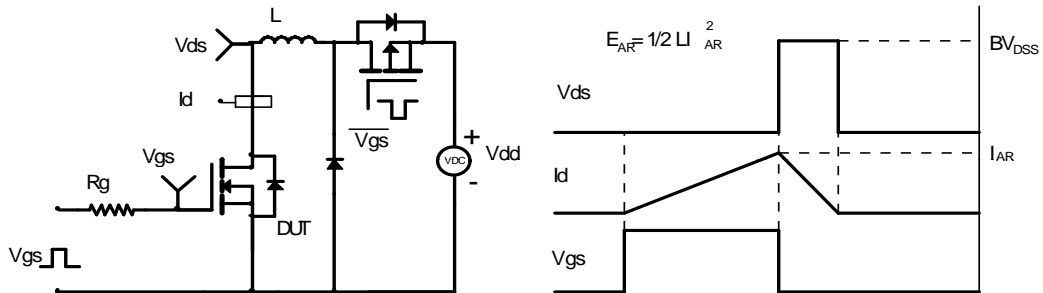 L
Vds
Id
Vgs
Vgs
Rg
DUT
Vgs
+
VDC
-
Vdd
E_AR = 1/2 LI²_AR
Vds
BV_DSS
Id
I_AR
Vgs